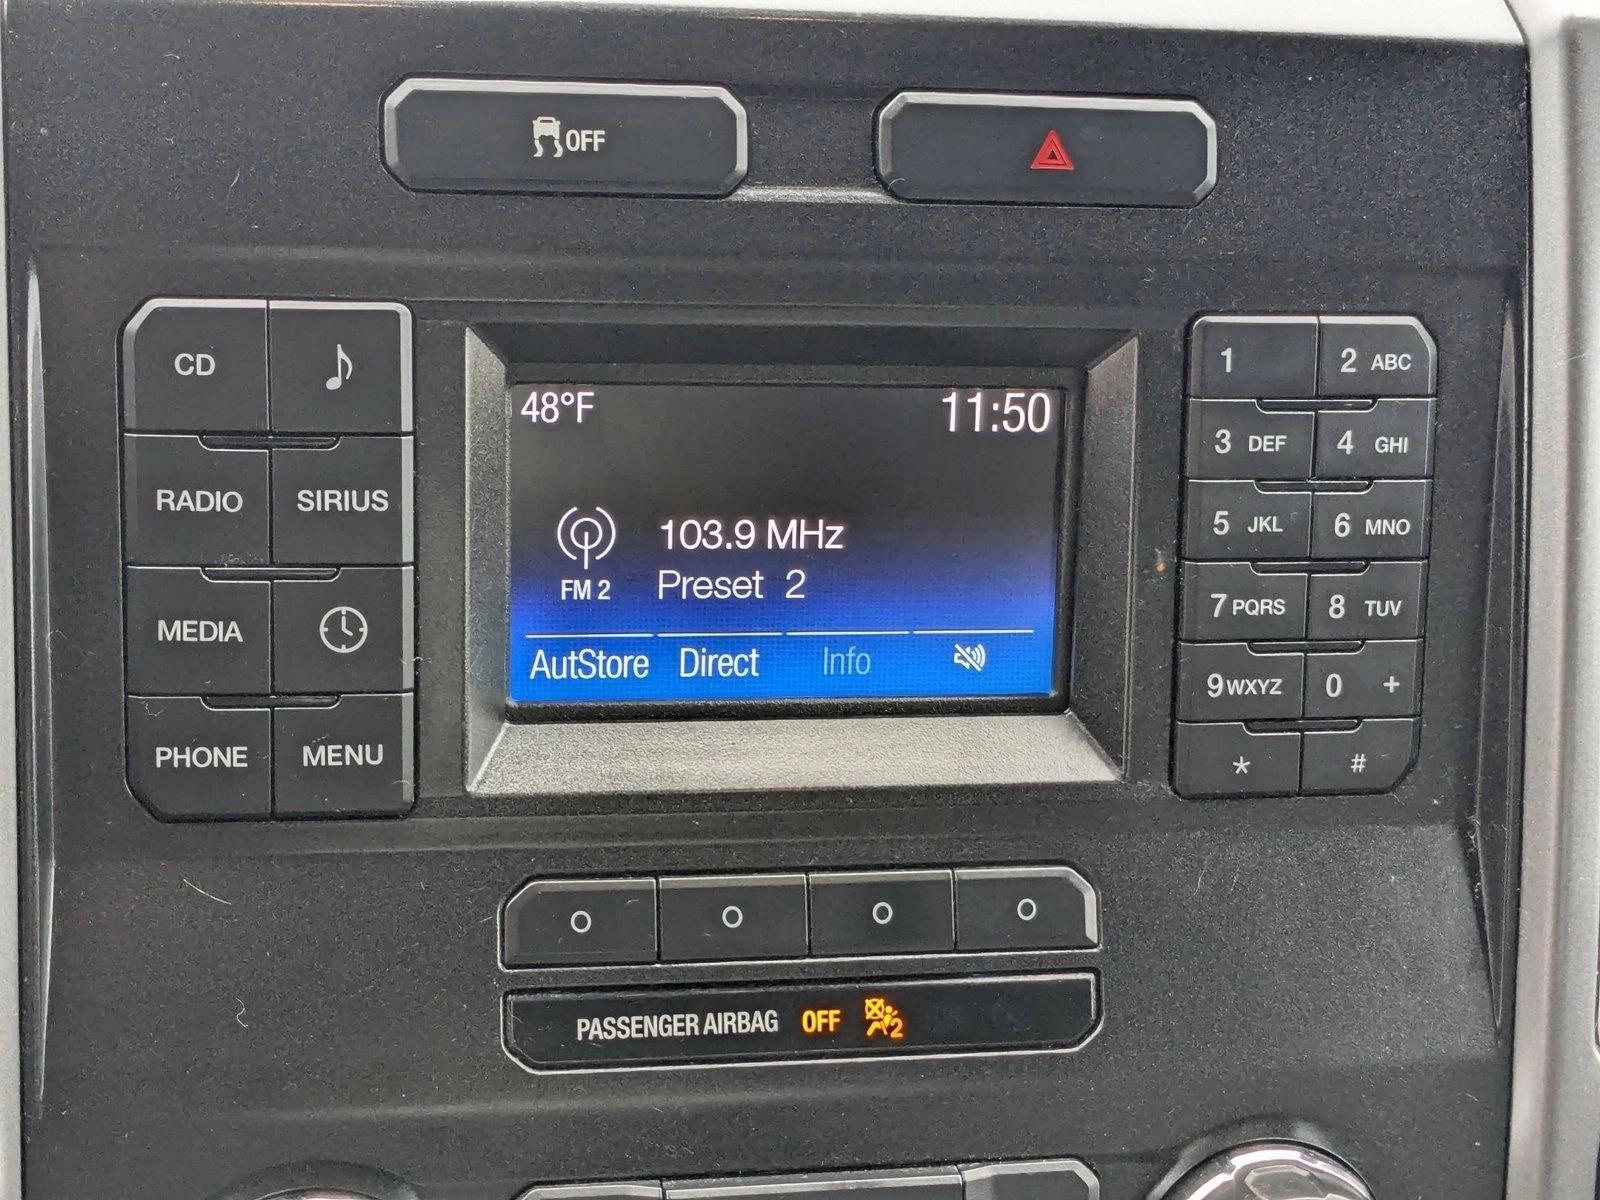 OFF
CD
RADIO SIRIUS
MEDIA
PHONE MENU
48°F 11:50
103.9 MHz
FM 2 Preset 2
AutStore Direct Info
1 2 ABC
3 DEF 4 GHI
5 JKL 6 MNO
7 PQRS 8 TUV
9 WXYZ 0 +
* #
PASSENGER AIRBAG OFF 2